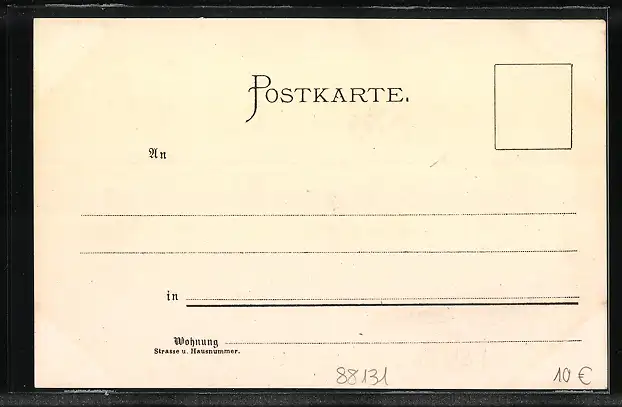 POSTKARTE.
An
in
Wohnung
Strasse u. Hausnummer.
88131 10 €